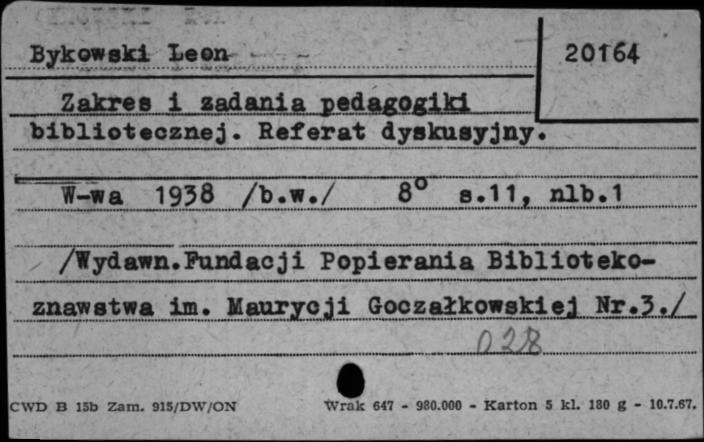 Bykowski Leon
20164
Zakres i zadania pedagogiki
bibliotecznej. Referat dyskusyjny.
W-wa 1938 /b.w./ 8° s.11, nlb.1
/Wydawn.Fundacji Popierania Biblioteko-
znawstwa im. Maurycji Goczałkowskiej Nr.3./
028
CWD B 15b Zam. 915/DW/ON
Wrak 647 - 980.000 - Karton 5 kl. 180 g - 10.7.67.